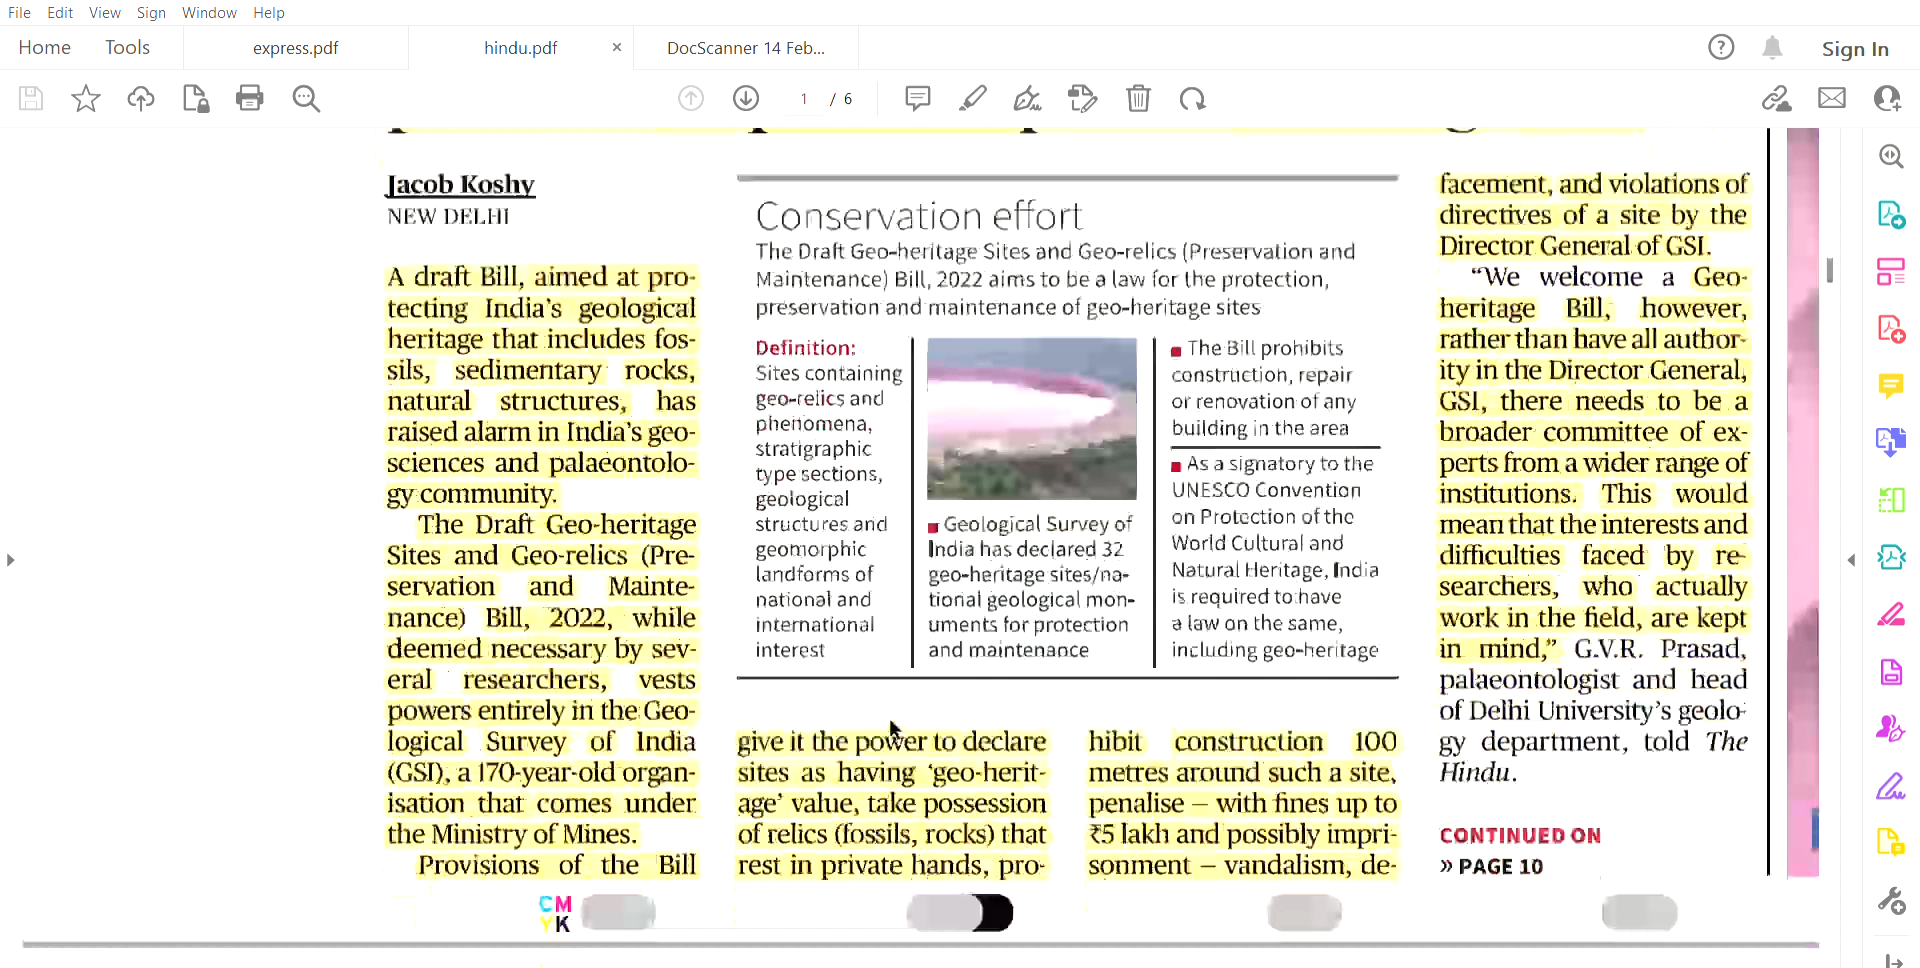 File Edit View Sign Window Help
Home Tools express.pdf hindu.pdf × DocScanner 14 Feb... Sign In
1 / 6
Jacob Koshy
NEW DELHI
A draft Bill, aimed at pro-
tecting India's geological
heritage that includes fos-
sils, sedimentary rocks,
natural structures, has
raised alarm in India's geo-
sciences and palaeontolo-
gy community.
The Draft Geo-heritage
Sites and Geo-relics (Pre-
servation and Mainte-
nance) Bill, 2022, while
deemed necessary by sev-
eral researchers, vests
powers entirely in the Geo-
logical Survey of India
(GSI), a 170-year-old organ-
isation that comes under
the Ministry of Mines.
Provisions of the Bill
Conservation effort
The Draft Geo-heritage Sites and Geo-relics (Preservation and
Maintenance) Bill, 2022 aims to be a law for the protection,
preservation and maintenance of geo-heritage sites
Definition:
Sites containing
geo-relics and
phenomena,
stratigraphic
type sections,
geological
structures and
geomorphic
landforms of
national and
international
interest
■ Geological Survey of
India has declared 32
geo-heritage sites/na-
tional geological mon-
uments for protection
and maintenance
■ The Bill prohibits
construction, repair
or renovation of any
building in the area
■ As a signatory to the
UNESCO Convention
on Protection of the
World Cultural and
Natural Heritage, India
is required to have
a law on the same,
including geo-heritage
give it the power to declare
sites as having 'geo-herit-
age' value, take possession
of relics (fossils, rocks) that
rest in private hands, pro-
hibit construction 100
metres around such a site,
penalise – with fines up to
₹5 lakh and possibly impri-
sonment – vandalism, de-
facement, and violations of
directives of a site by the
Director General of GSI.
"We welcome a Geo-
heritage Bill, however,
rather than have all author-
ity in the Director General,
GSI, there needs to be a
broader committee of ex-
perts from a wider range of
institutions. This would
mean that the interests and
difficulties faced by re-
searchers, who actually
work in the field, are kept
in mind," G.V.R. Prasad,
palaeontologist and head
of Delhi University's geolo-
gy department, told The
Hindu.
CONTINUED ON
» PAGE 10
CM
YK